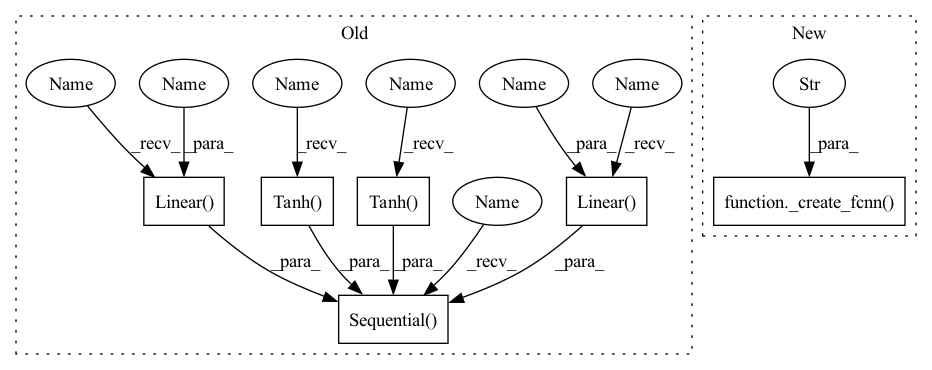 Old
New
Name Name Name Name Name Name Str
_recv_ _para_ _recv_ _recv_ _para_ _recv_ _para_
Linear() Tanh() Tanh() Name Linear() function._create_fcnn()
_para_ _para_ _para_ _recv_ _para_
Sequential()